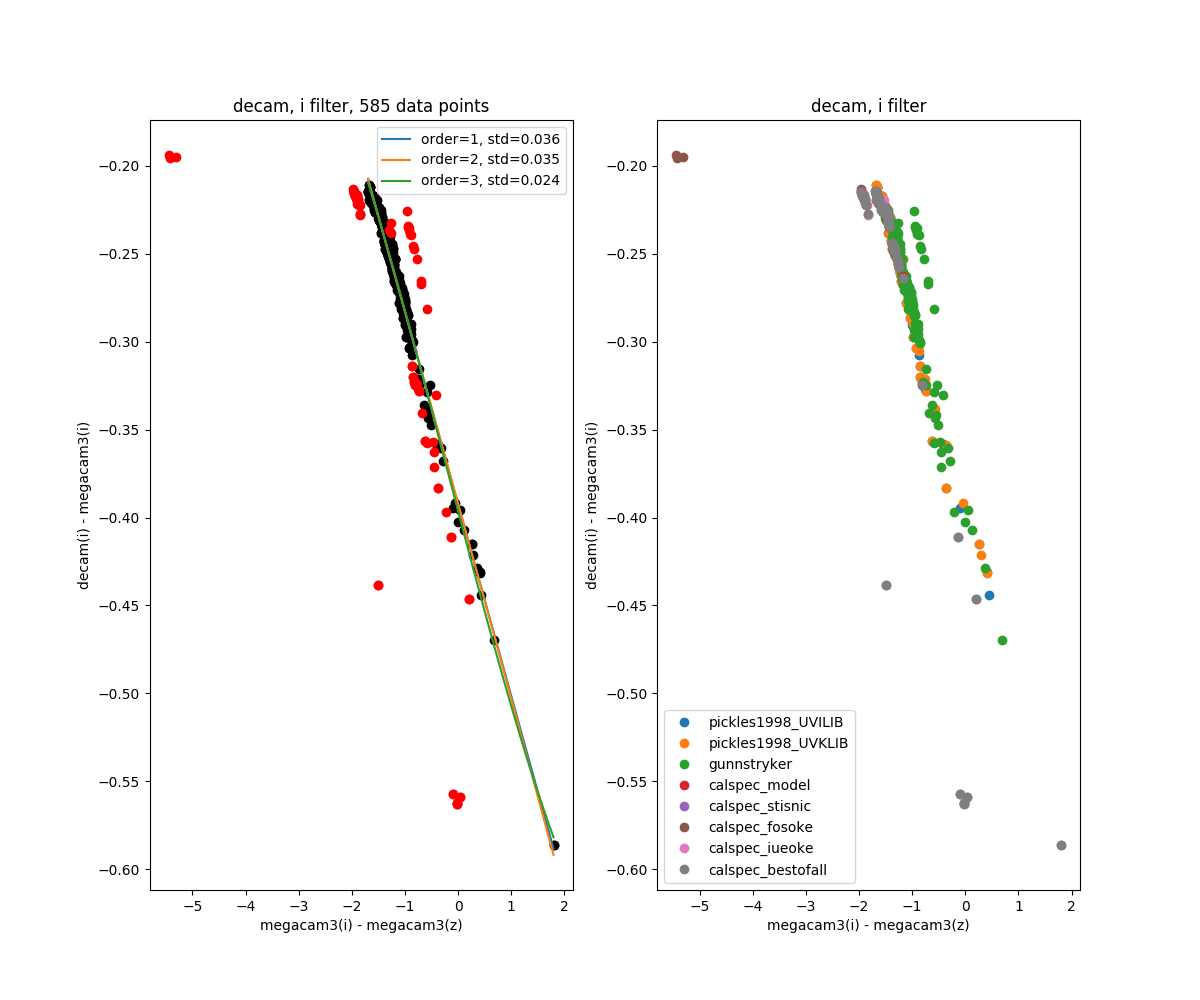 decam, i filter, 585 data points
order=1, std=0.036
order=2, std=0.035
order=3, std=0.024
−0.20
−0.25
−0.30
−0.35
−0.40
−0.45
−0.50
−0.55
−0.60
decam(i) - megacam3(i)
−5 −4 −3 −2 −1 0 1 2
megacam3(i) - megacam3(z)
decam, i filter
−0.20
−0.25
−0.30
−0.35
−0.40
−0.45
−0.50
−0.55
−0.60
decam(i) - megacam3(i)
pickles1998_UVILIB
pickles1998_UVKLIB
gunnstryker
calspec_model
calspec_stisnic
calspec_fosoke
calspec_iueoke
calspec_bestofall
−5 −4 −3 −2 −1 0 1 2
megacam3(i) - megacam3(z)